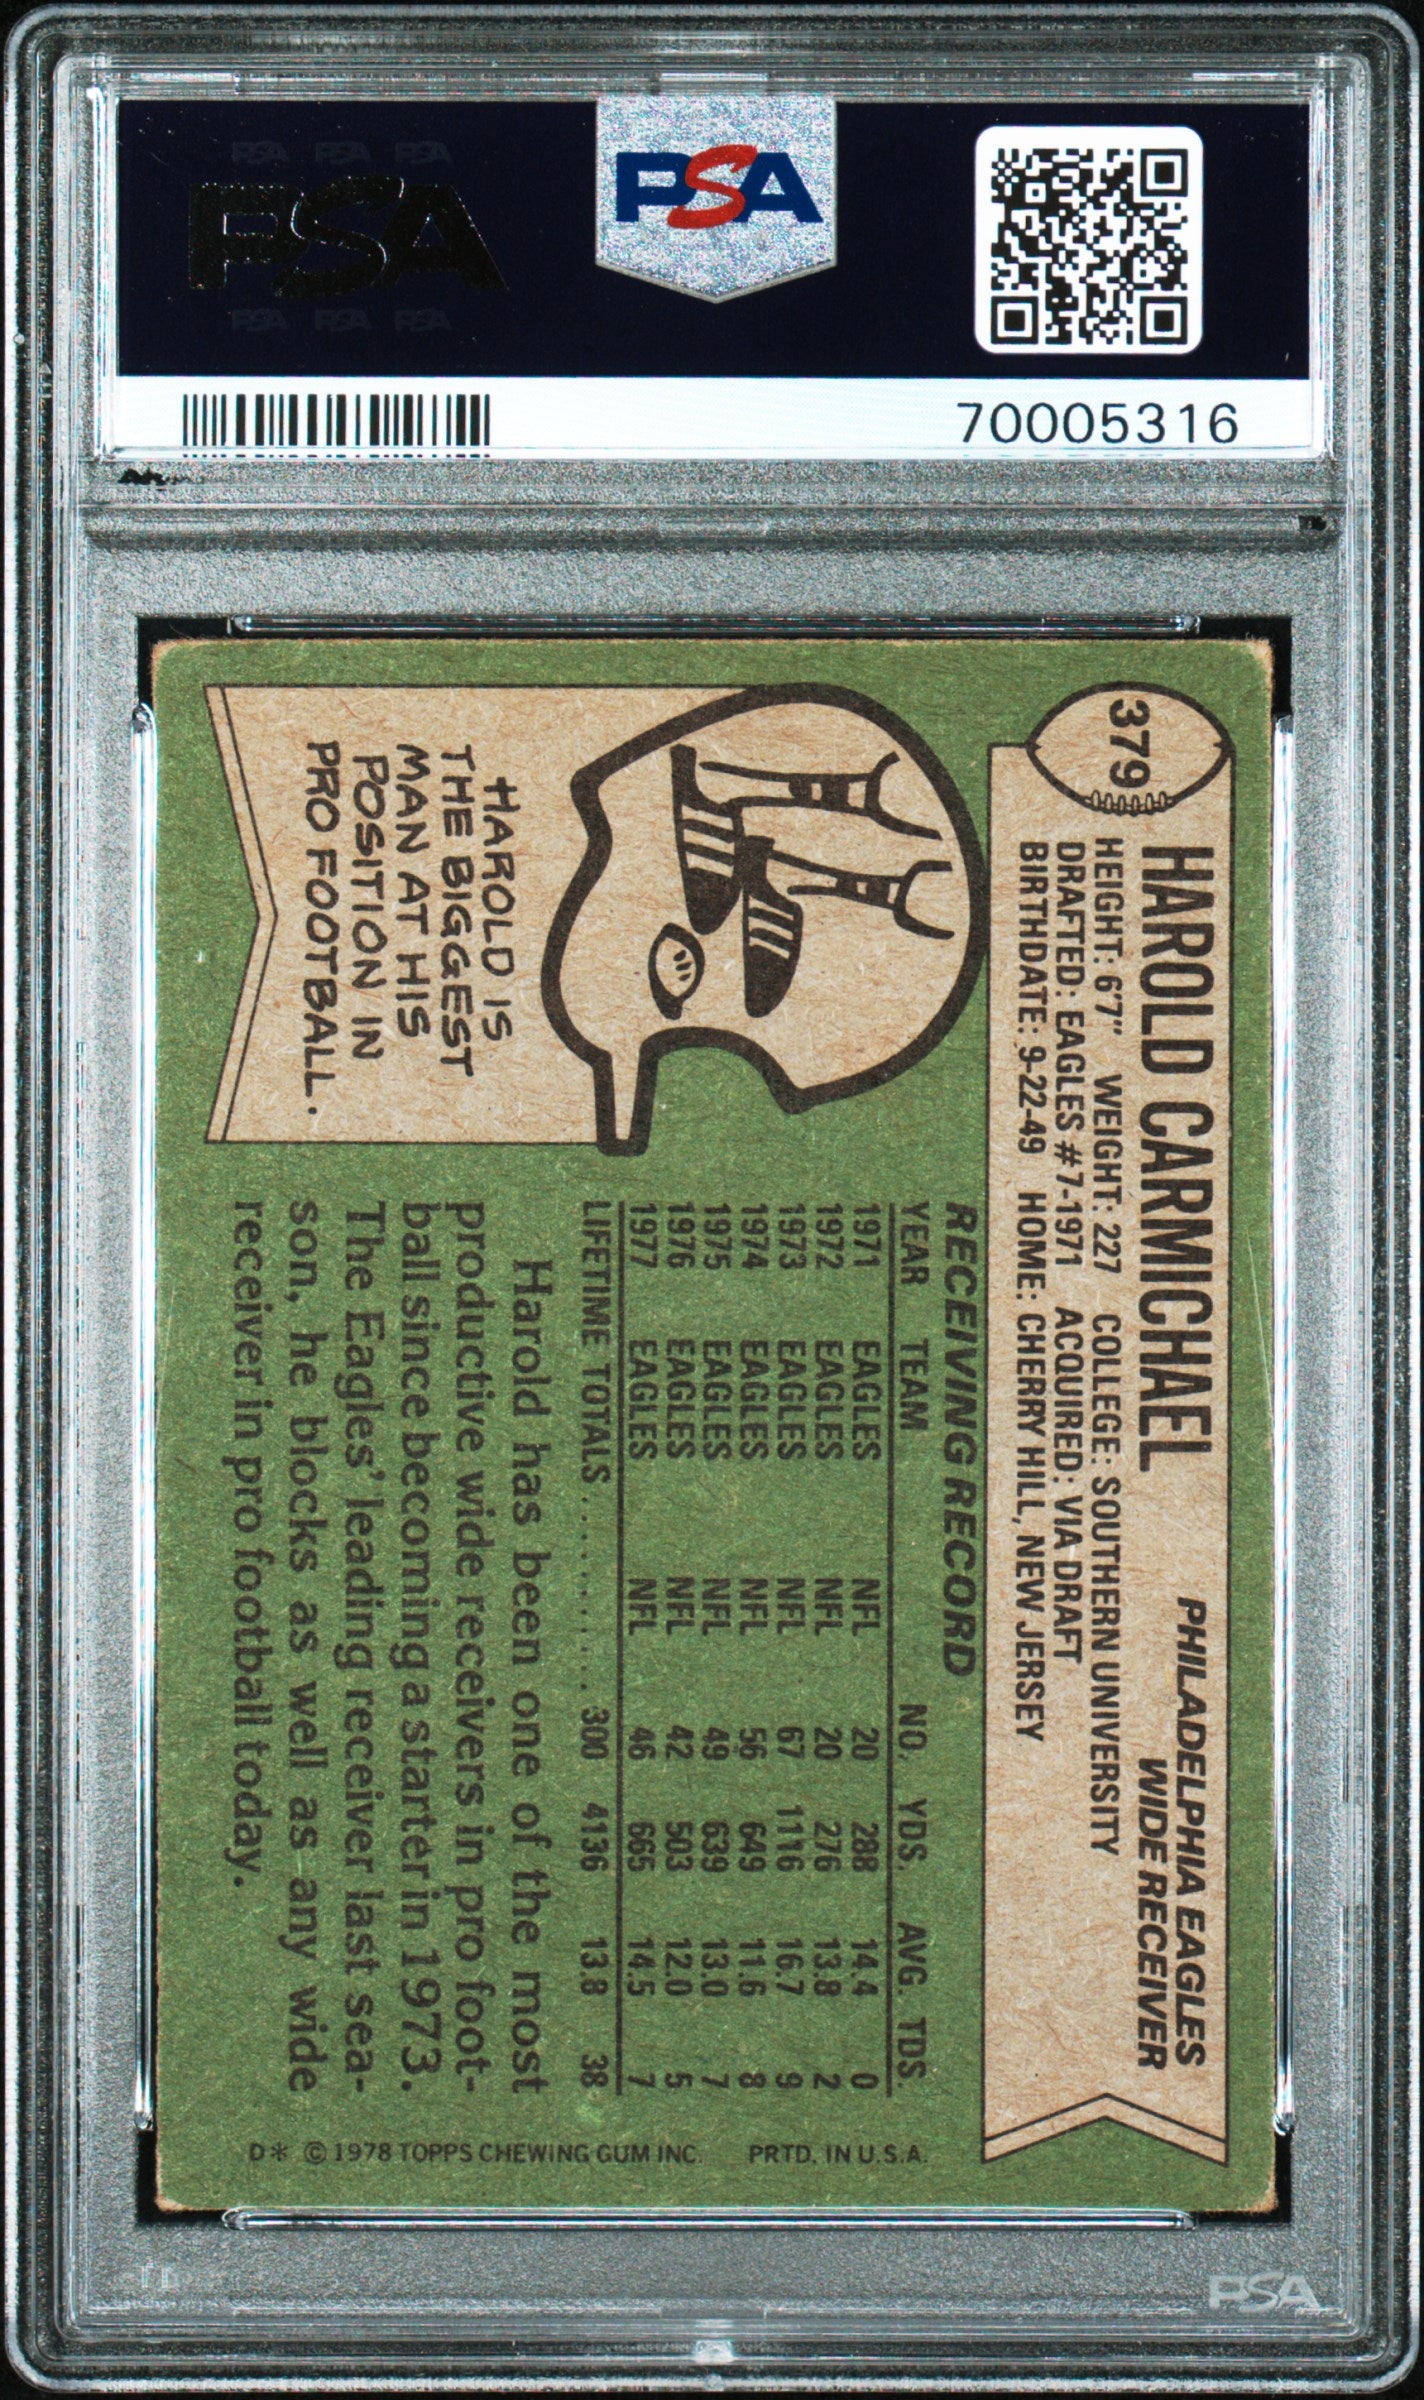 PSA PSA PSA
PSA
PSA PSA PSA
PSA
70005316
379
HAROLD CARMICHAEL
PHILADELPHIA EAGLES
WIDE RECEIVER
HEIGHT: 6'7" WEIGHT: 227 COLLEGE: SOUTHERN UNIVERSITY
DRAFTED: EAGLES #7-1971 ACQUIRED: VIA DRAFT
BIRTHDATE: 9-22-49 HOME: CHERRY HILL, NEW JERSEY
HAROLD IS
THE BIGGEST
MAN AT HIS
POSITION IN
PRO FOOTBALL.
RECEIVING RECORD
YEAR TEAM NO. YDS. AVG. TDS.
1971 EAGLES NFL 20 288 14.4 0
1972 EAGLES NFL 20 276 13.8 2
1973 EAGLES NFL 67 1116 16.7 9
1974 EAGLES NFL 56 649 11.6 8
1975 EAGLES NFL 49 639 13.0 7
1976 EAGLES NFL 42 503 12.0 5
1977 EAGLES NFL 46 665 14.5 7
LIFETIME TOTALS.......... 300 4136 13.8 38
Harold has been one of the most
productive wide receivers in pro foot-
ball since becoming a starter in 1973.
The Eagles' leading receiver last sea-
son, he blocks as well as any wide
receiver in pro football today.
D* © 1978 TOPPS CHEWING GUM INC. PRTD. IN U.S.A.
PSA